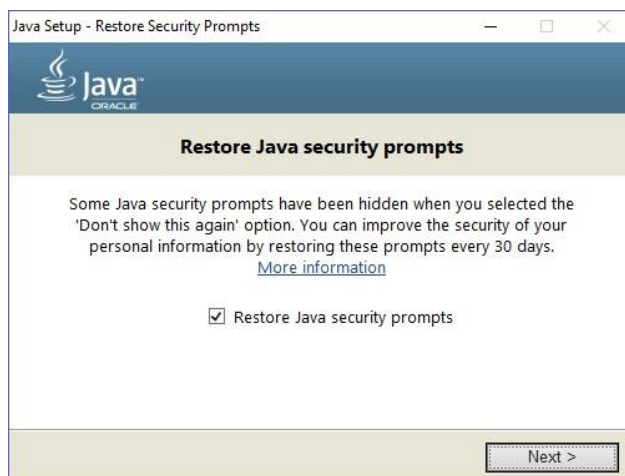 Java Setup - Restore Security Prompts
Java™
ORACLE
Restore Java security prompts
Some Java security prompts have been hidden when you selected the
'Don't show this again' option. You can improve the security of your
personal information by restoring these prompts every 30 days.
More information
Restore Java security prompts
Next >